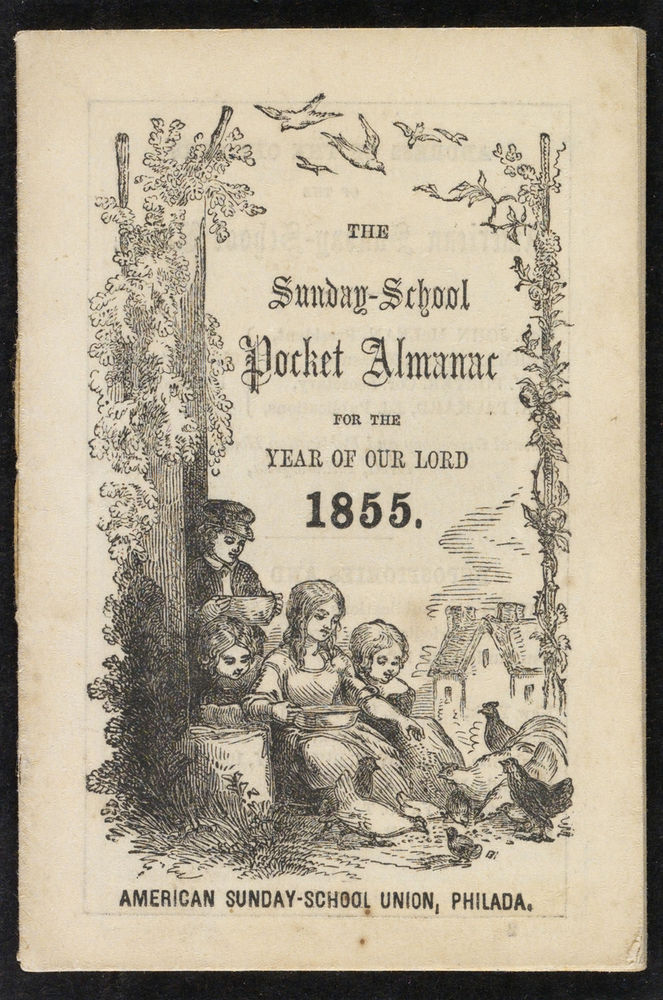 THE
Sunday-School
Pocket Almanac
FOR THE
YEAR OF OUR LORD
1855.
AMERICAN SUNDAY-SCHOOL UNION, PHILADA.